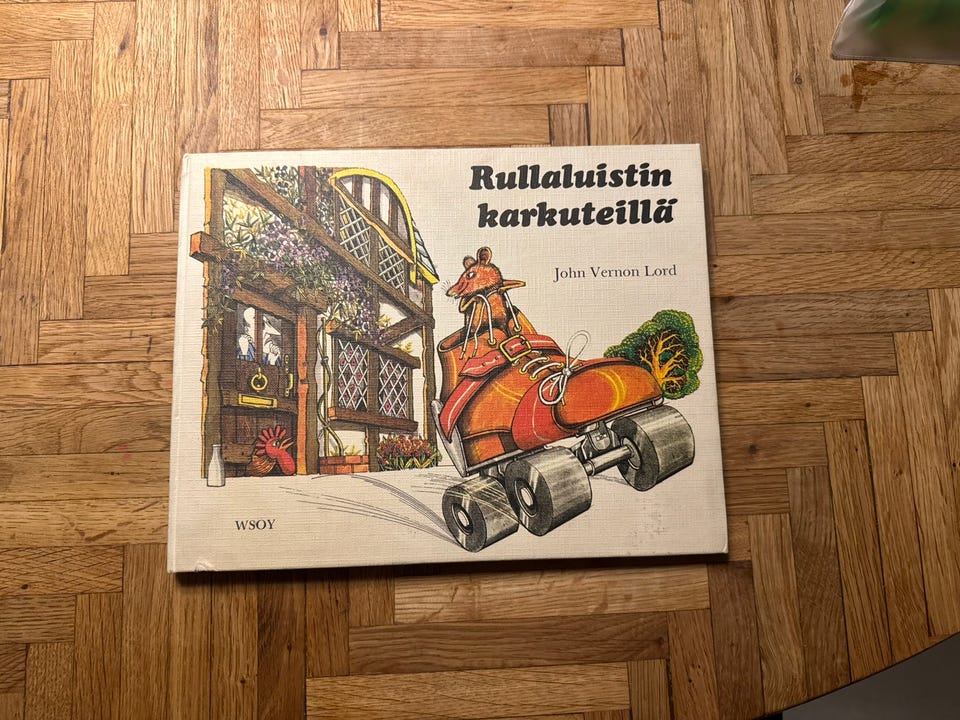 Rullaluistin
karkuteillä
John Vernon Lord
WSOY